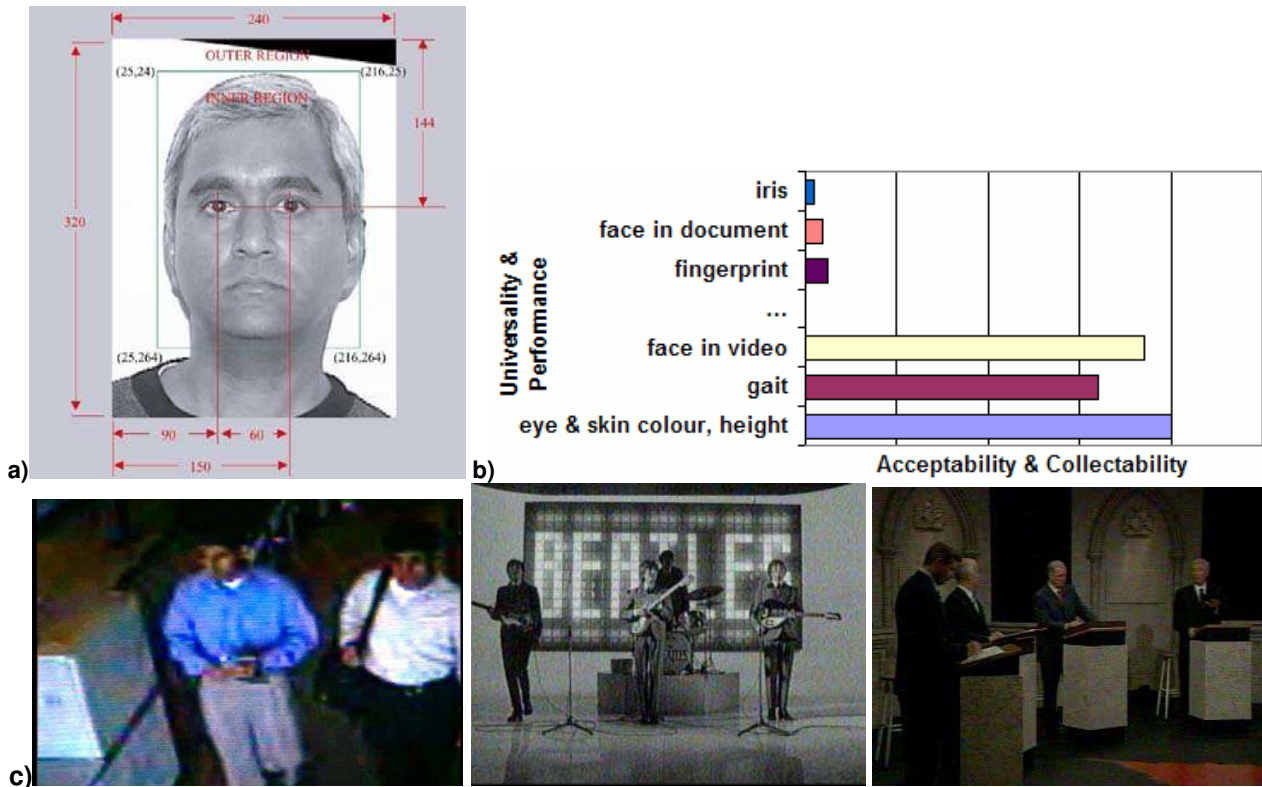 240
OUTER REGION
(25,24)
(216,25)
INNER REGION
144
320
(25,264)
(216,264)
90
60
150
a)
Universality &
Performance
iris
face in document
fingerprint
...
face in video
gait
eye & skin colour, height
Acceptability & Collectability
b)
BEATLES
c)